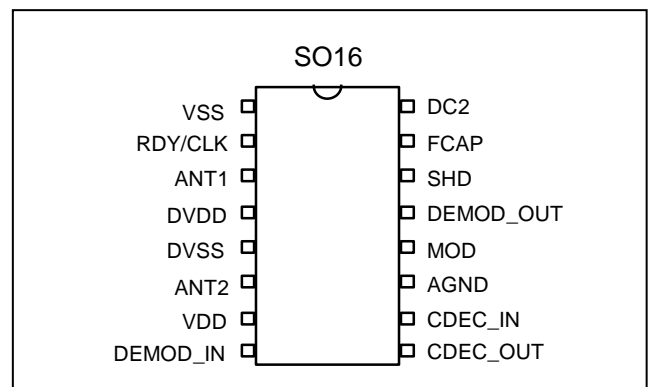 SO16
VSS DC2
RDY/CLK FCAP
ANT1 SHD
DVDD DEMOD_OUT
DVSS MOD
ANT2 AGND
VDD CDEC_IN
DEMOD_IN CDEC_OUT